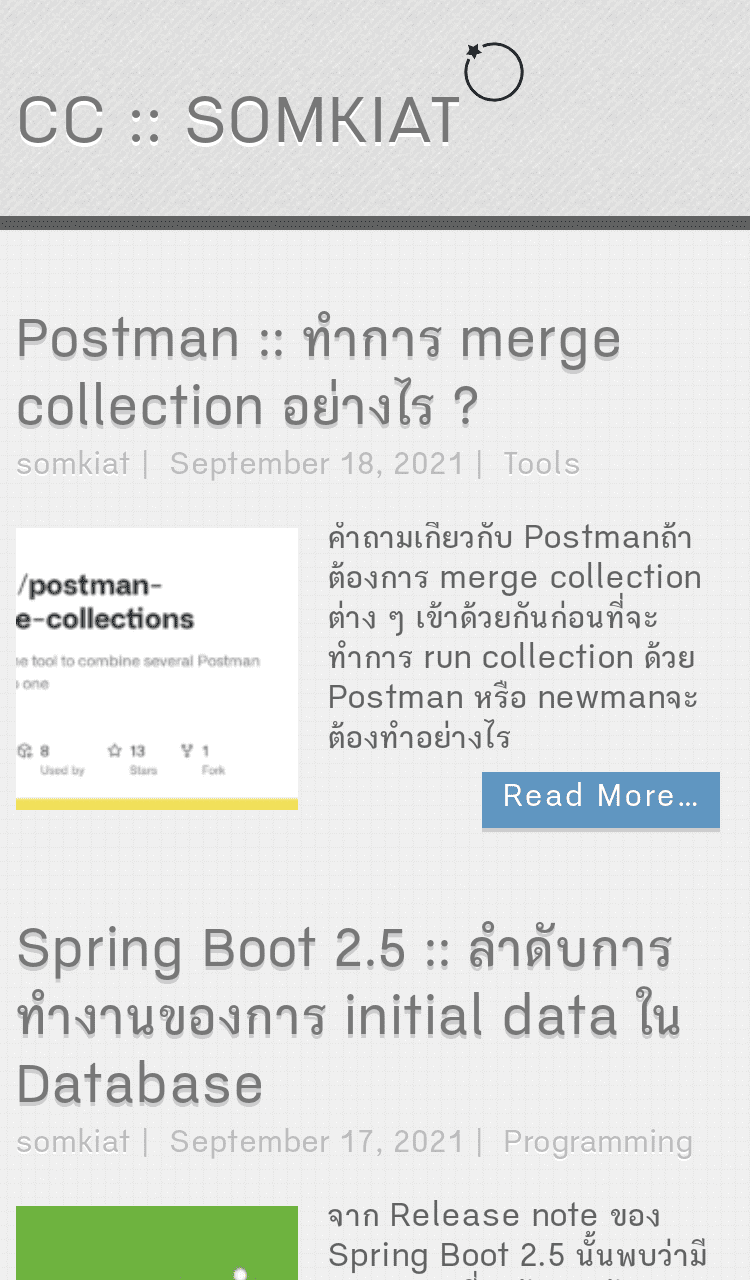 CC :: SOMKIAT
Postman :: ทำการ merge
collection อย่างไร ?
somkiat | September 18, 2021 | Tools
/postman-
e-collections
e tool to combine several Postman
one
8 13 1
Used by Stars Fork
คำถามเกี่ยวกับ Postmanถ้า
ต้องการ merge collection
ต่าง ๆ เข้าด้วยกันก่อนที่จะ
ทำการ run collection ด้วย
Postman หรือ newmanจะ
ต้องทำอย่างไร
Read More...
Spring Boot 2.5 :: ลำดับการ
ทำงานของการ initial data ใน
Database
somkiat | September 17, 2021 | Programming
จาก Release note ของ
Spring Boot 2.5 นั้นพบว่ามี